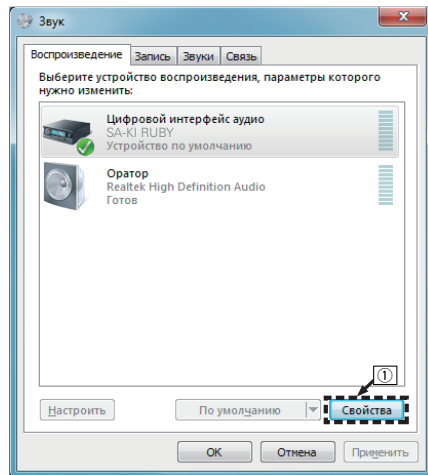 Звук
Воспроизведение Запись Звуки Связь
Выберите устройство воспроизведения, параметры которого
нужно изменить:
Цифровой интерфейс аудио
SA-KI RUBY
Устройство по умолчанию
Оратор
Realtek High Definition Audio
Готов
①
Настроить По умолчанию Свойства
ОК Отмена Применить